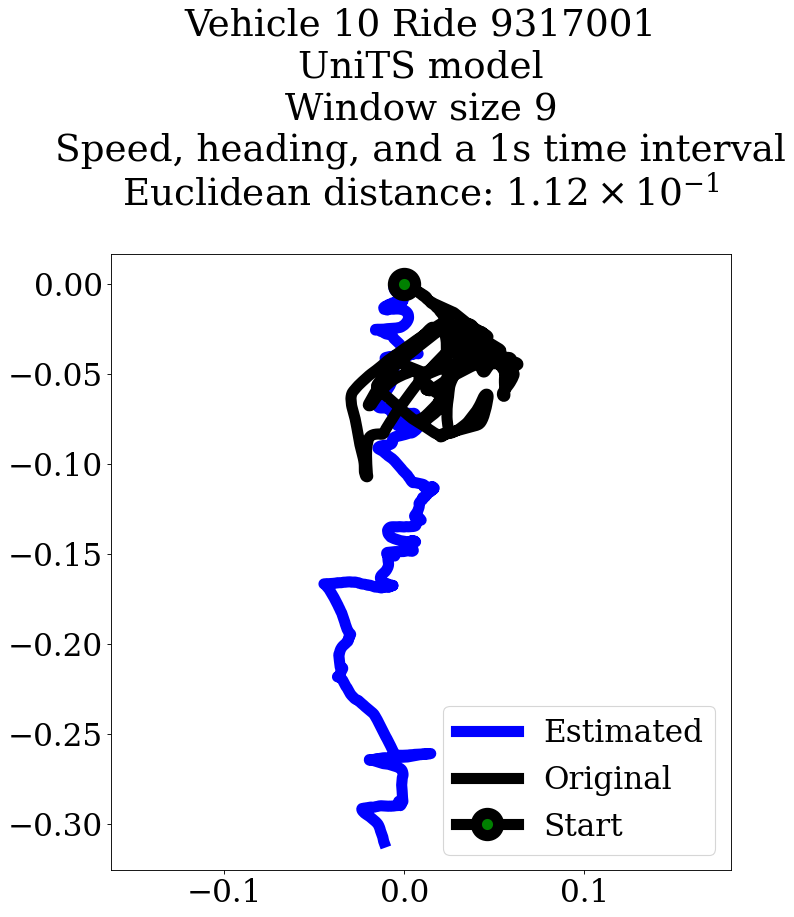 Vehicle 10 Ride 9317001
UniTS model
Window size 9
Speed, heading, and a 1s time interval
Euclidean distance: 1.12 × 10⁻¹
0.00
−0.05
−0.10
−0.15
−0.20
−0.25
−0.30
Estimated
Original
Start
−0.1 0.0 0.1